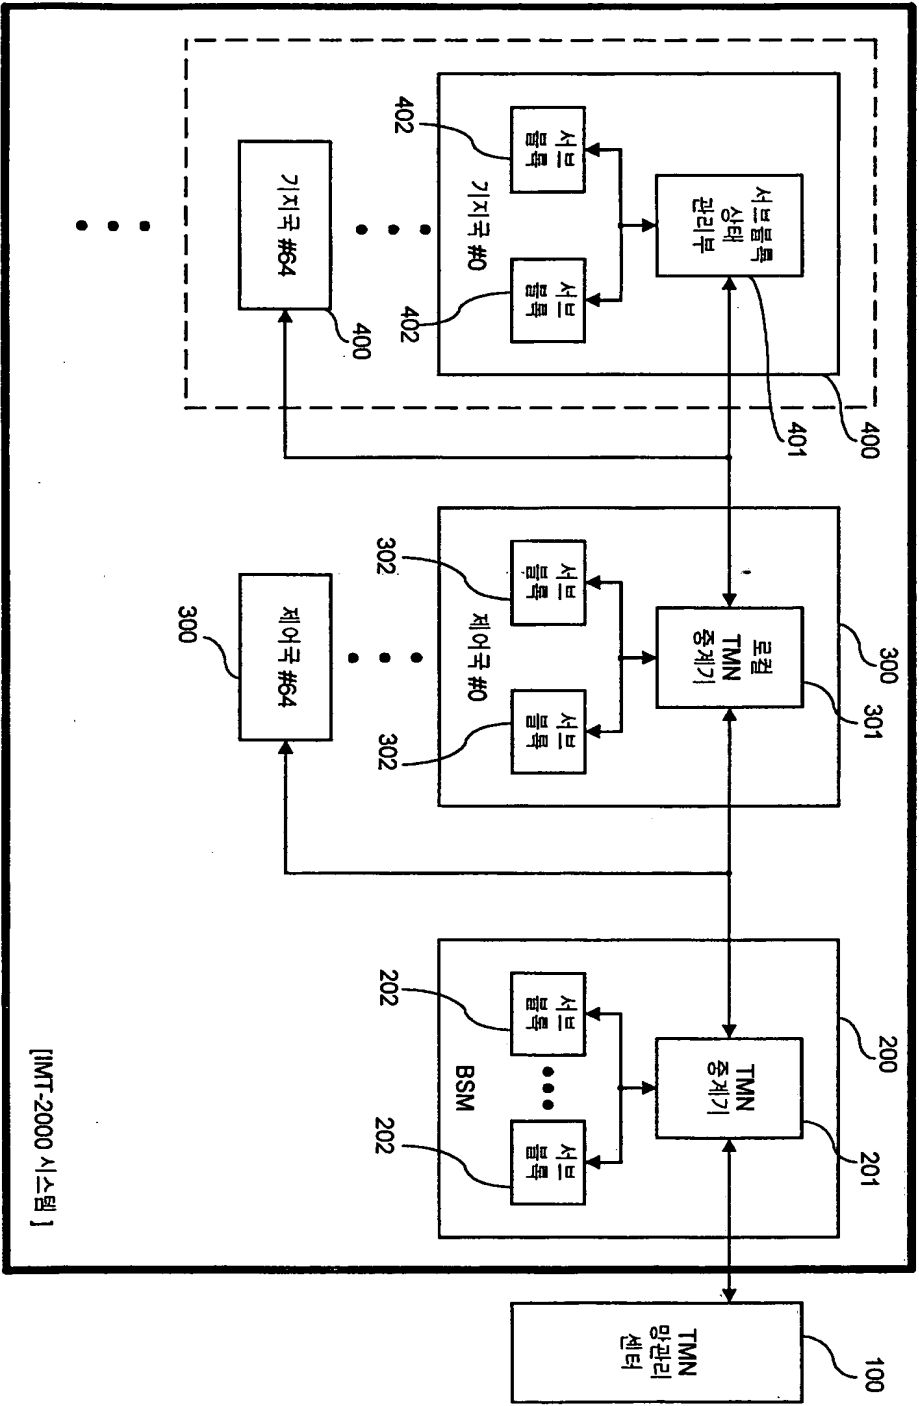 400
401
서브블록
상태
관리부
서브
블록
402
서브
블록
402
기지국 #0
기지국 #64
400
300
301
로컬
TMN
중계기
서브
블록
302
서브
블록
302
제어국 #0
제어국 #64
300
200
201
TMN
중계기
서브
블록
202
서브
블록
202
BSM
100
TMN
망관리
센터
[IMT-2000 시스템 ]